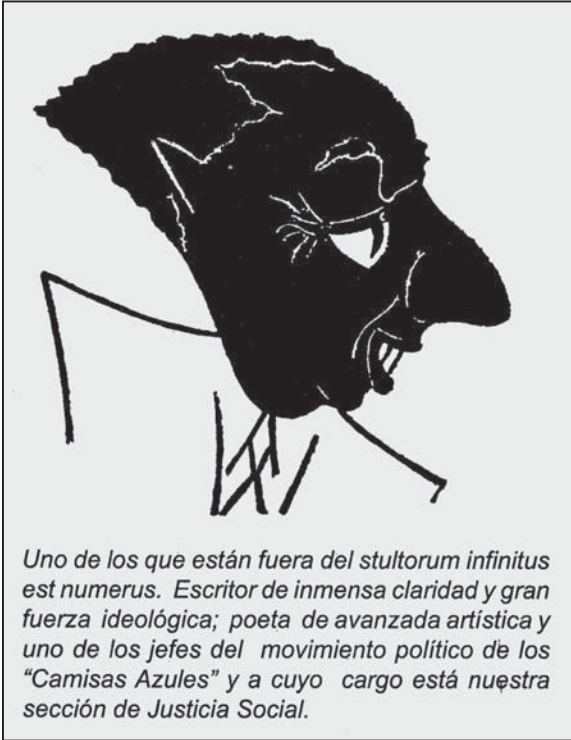 Uno de los que están fuera del stultorum infinitus
est numerus. Escritor de inmensa claridad y gran
fuerza ideológica; poeta de avanzada artística y
uno de los jefes del movimiento político de los
“Camisas Azules” y a cuyo cargo está nuestra
sección de Justicia Social.